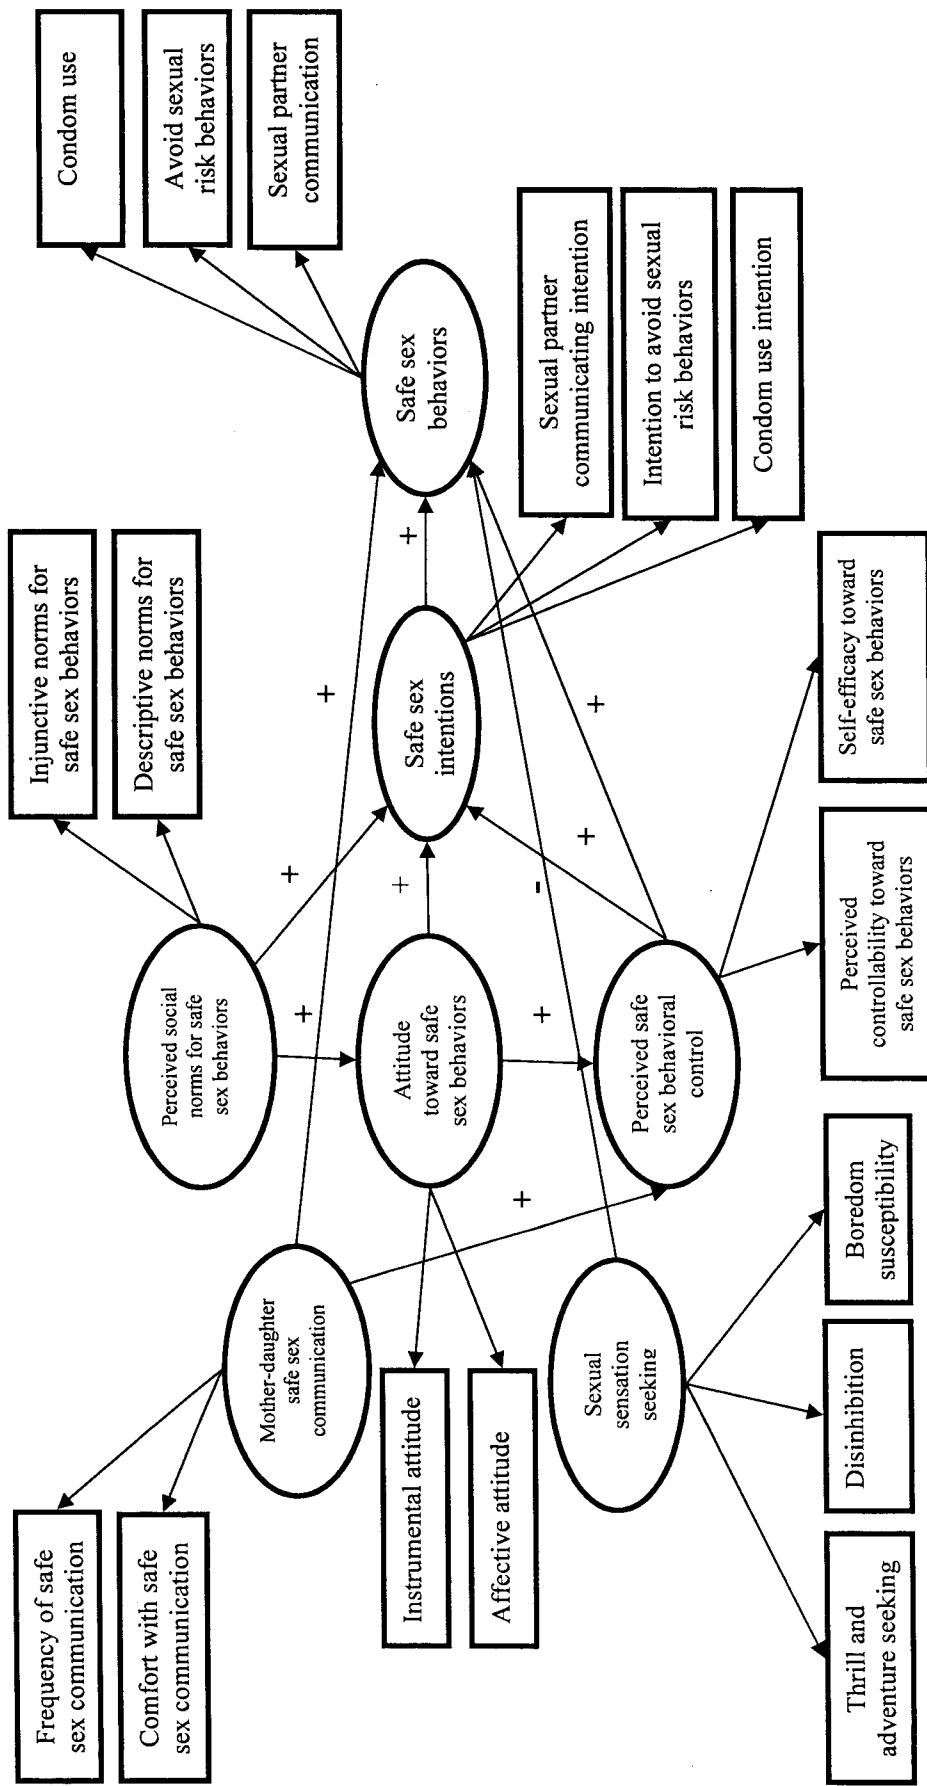 Frequency of safe
sex communication
Comfort with safe
sex communication
Mother-daughter
safe sex
communication
Injunctive norms for
safe sex behaviors
Descriptive norms for
safe sex behaviors
Perceived social
norms for safe
sex behaviors
Condom use
Avoid sexual
risk behaviors
Sexual partner
communication
Safe sex
behaviors
+
+
+
+
Safe sex
intentions
+
Attitude
toward safe
sex behaviors
Instrumental attitude
Affective attitude
+
+
-
+
+
Sexual partner
communicating intention
Intention to avoid sexual
risk behaviors
Condom use intention
Sexual
sensation
seeking
Perceived safe
sex behavioral
control
Thrill and
adventure seeking
Disinhibition
Boredom
susceptibility
Perceived
controllability toward
safe sex behaviors
Self-efficacy toward
safe sex behaviors